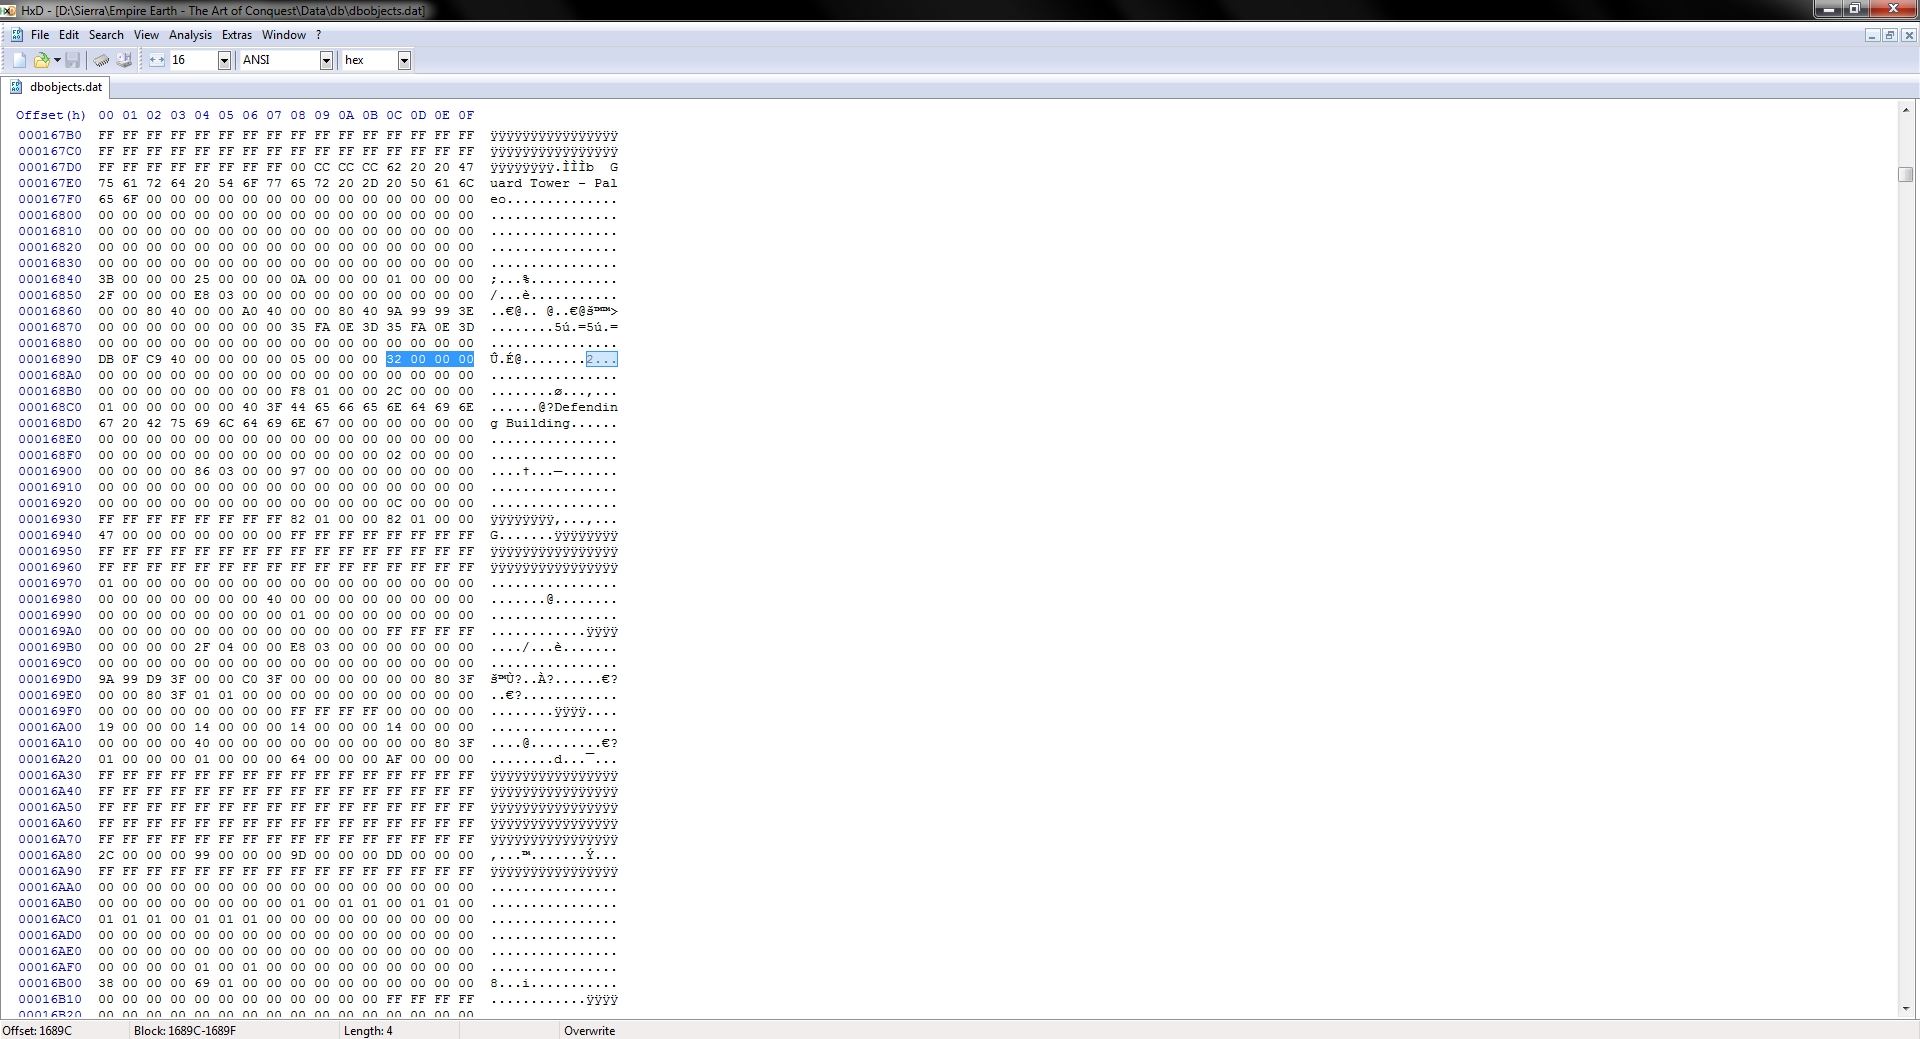 HxD - [D:\Sierra\Empire Earth - The Art of Conquest\Data\db\dbobjects.dat]
File Edit Search View Analysis Extras Window ?
16 ANSI hex
dbobjects.dat
Offset(h) 00 01 02 03 04 05 06 07 08 09 0A 0B 0C 0D 0E 0F
000167B0 FF FF FF FF FF FF FF FF FF FF FF FF FF FF FF FF ÿÿÿÿÿÿÿÿÿÿÿÿÿÿÿÿ
000167C0 FF FF FF FF FF FF FF FF FF FF FF FF FF FF FF FF ÿÿÿÿÿÿÿÿÿÿÿÿÿÿÿÿ
000167D0 FF FF FF FF FF FF FF FF 00 CC CC CC 62 20 20 47 ÿÿÿÿÿÿÿÿ.ÌÌÌb  G
000167E0 75 61 72 64 20 54 6F 77 65 72 20 2D 20 50 61 6C uard Tower - Pal
000167F0 65 6F 00 00 00 00 00 00 00 00 00 00 00 00 00 00 eo..............
00016800 00 00 00 00 00 00 00 00 00 00 00 00 00 00 00 00 ................
00016810 00 00 00 00 00 00 00 00 00 00 00 00 00 00 00 00 ................
00016820 00 00 00 00 00 00 00 00 00 00 00 00 00 00 00 00 ................
00016830 00 00 00 00 00 00 00 00 00 00 00 00 00 00 00 00 ................
00016840 3B 00 00 00 25 00 00 00 0A 00 00 00 01 00 00 00 ;...%...........
00016850 2F 00 00 00 E8 03 00 00 00 00 00 00 00 00 00 00 /...è...........
00016860 00 00 80 40 00 00 A0 40 00 00 80 40 9A 99 99 3E ..€@.. @..€@š™™>
00016870 00 00 00 00 00 00 00 00 35 FA 0E 3D 35 FA 0E 3D ........5ú.=5ú.=
00016880 00 00 00 00 00 00 00 00 00 00 00 00 00 00 00 00 ................
00016890 DB 0F C9 40 00 00 00 00 05 00 00 00 32 00 00 00 Û.É@........2...
000168A0 00 00 00 00 00 00 00 00 00 00 00 00 00 00 00 00 ................
000168B0 00 00 00 00 00 00 00 00 F8 01 00 00 2C 00 00 00 ........ø...,...
000168C0 01 00 00 00 00 00 40 3F 44 65 66 65 6E 64 69 6E ......@?Defendin
000168D0 67 20 42 75 69 6C 64 69 6E 67 00 00 00 00 00 00 g Building......
000168E0 00 00 00 00 00 00 00 00 00 00 00 00 00 00 00 00 ................
000168F0 00 00 00 00 00 00 00 00 00 00 00 00 02 00 00 00 ................
00016900 00 00 00 00 86 03 00 00 97 00 00 00 00 00 00 00 ....†...—.......
00016910 00 00 00 00 00 00 00 00 00 00 00 00 00 00 00 00 ................
00016920 00 00 00 00 00 00 00 00 00 00 00 00 0C 00 00 00 ................
00016930 FF FF FF FF FF FF FF FF 82 01 00 00 82 01 00 00 ÿÿÿÿÿÿÿÿ‚...‚...
00016940 47 00 00 00 00 00 00 00 FF FF FF FF FF FF FF FF G.......ÿÿÿÿÿÿÿÿ
00016950 FF FF FF FF FF FF FF FF FF FF FF FF FF FF FF FF ÿÿÿÿÿÿÿÿÿÿÿÿÿÿÿÿ
00016960 FF FF FF FF FF FF FF FF FF FF FF FF FF FF FF FF ÿÿÿÿÿÿÿÿÿÿÿÿÿÿÿÿ
00016970 01 00 00 00 00 00 00 00 00 00 00 00 00 00 00 00 ................
00016980 00 00 00 00 00 00 00 40 00 00 00 00 00 00 00 00 .......@........
00016990 00 00 00 00 00 00 00 00 01 00 00 00 00 00 00 00 ................
000169A0 00 00 00 00 00 00 00 00 00 00 00 00 FF FF FF FF ............ÿÿÿÿ
000169B0 00 00 00 00 2F 04 00 00 E8 03 00 00 00 00 00 00 ..../...è.......
000169C0 00 00 00 00 00 00 00 00 00 00 00 00 00 00 00 00 ................
000169D0 9A 99 D9 3F 00 00 C0 3F 00 00 00 00 00 00 80 3F š™Ù?..À?......€?
000169E0 00 00 80 3F 01 01 00 00 00 00 00 00 00 00 00 00 ..€?............
000169F0 00 00 00 00 00 00 00 00 FF FF FF FF 00 00 00 00 ........ÿÿÿÿ....
00016A00 19 00 00 00 14 00 00 00 14 00 00 00 14 00 00 00 ................
00016A10 00 00 00 00 40 00 00 00 00 00 00 00 00 00 80 3F ....@.........€?
00016A20 01 00 00 00 01 00 00 00 64 00 00 00 AF 00 00 00 ........d...¯...
00016A30 FF FF FF FF FF FF FF FF FF FF FF FF FF FF FF FF ÿÿÿÿÿÿÿÿÿÿÿÿÿÿÿÿ
00016A40 FF FF FF FF FF FF FF FF FF FF FF FF FF FF FF FF ÿÿÿÿÿÿÿÿÿÿÿÿÿÿÿÿ
00016A50 FF FF FF FF FF FF FF FF FF FF FF FF FF FF FF FF ÿÿÿÿÿÿÿÿÿÿÿÿÿÿÿÿ
00016A60 FF FF FF FF FF FF FF FF FF FF FF FF FF FF FF FF ÿÿÿÿÿÿÿÿÿÿÿÿÿÿÿÿ
00016A70 FF FF FF FF FF FF FF FF FF FF FF FF FF FF FF FF ÿÿÿÿÿÿÿÿÿÿÿÿÿÿÿÿ
00016A80 2C 00 00 00 99 00 00 00 9D 00 00 00 DD 00 00 00 ,...™.......Ý...
00016A90 FF FF FF FF FF FF FF FF FF FF FF FF FF FF FF FF ÿÿÿÿÿÿÿÿÿÿÿÿÿÿÿÿ
00016AA0 00 00 00 00 00 00 00 00 00 00 00 00 00 00 00 00 ................
00016AB0 00 00 00 00 00 00 00 00 01 00 01 01 00 01 01 00 ................
00016AC0 01 01 01 00 01 01 01 00 00 00 00 00 00 00 00 00 ................
00016AD0 00 00 00 00 00 00 00 00 00 00 00 00 00 00 00 00 ................
00016AE0 00 00 00 00 00 00 00 00 00 00 00 00 00 00 00 00 ................
00016AF0 00 00 00 00 01 00 01 00 00 00 00 00 00 00 00 00 ................
00016B00 38 00 00 00 69 01 00 00 00 00 00 00 00 00 00 00 8...i...........
00016B10 00 00 00 00 00 00 00 00 00 00 00 00 FF FF FF FF ............ÿÿÿÿ
00016B20
Offset: 1689C Block: 1689C-1689F Length: 4 Overwrite